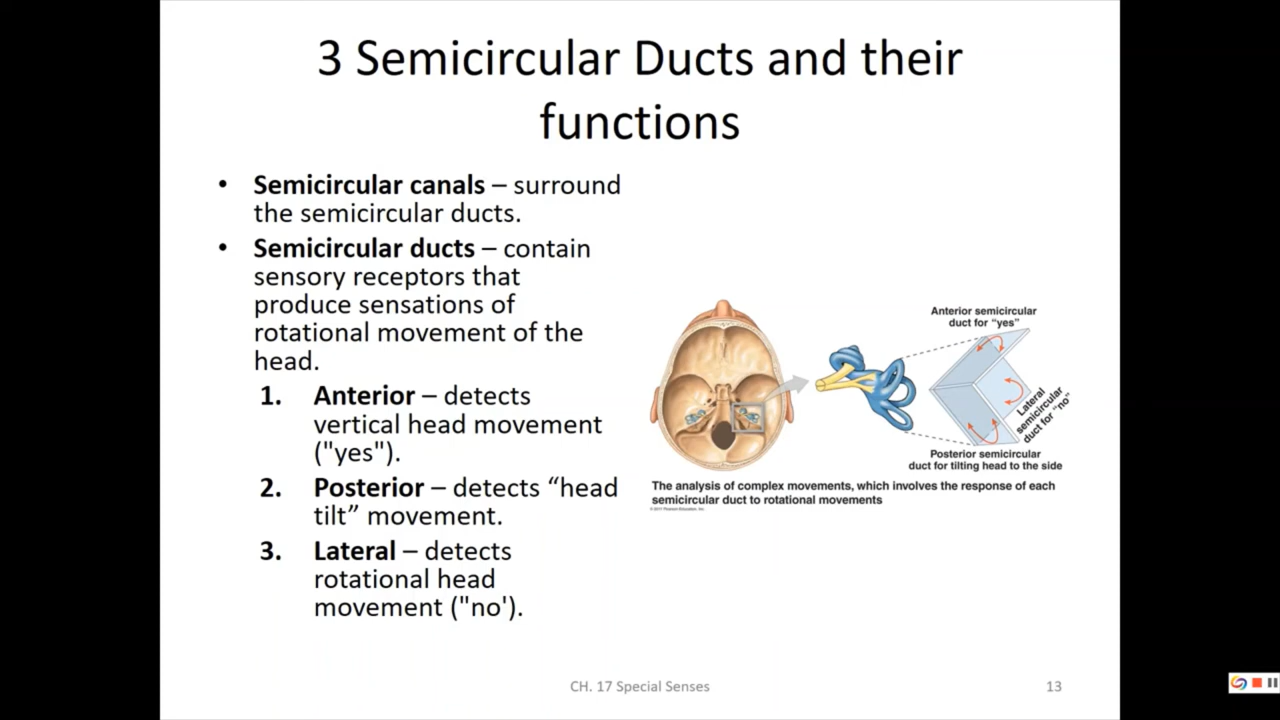 3 Semicircular Ducts and their
functions
• Semicircular canals – surround
the semicircular ducts.
• Semicircular ducts – contain
sensory receptors that
produce sensations of
rotational movement of the
head.
1. Anterior – detects
vertical head movement
("yes").
2. Posterior – detects “head
tilt” movement.
3. Lateral – detects
rotational head
movement ("no').
Anterior semicircular
duct for “yes”
Lateral
semicircular
duct for “no”
Posterior semicircular
duct for tilting head to the side
The analysis of complex movements, which involves the response of each
semicircular duct to rotational movements
© 2011 Pearson Education, Inc.
CH. 17 Special Senses
13